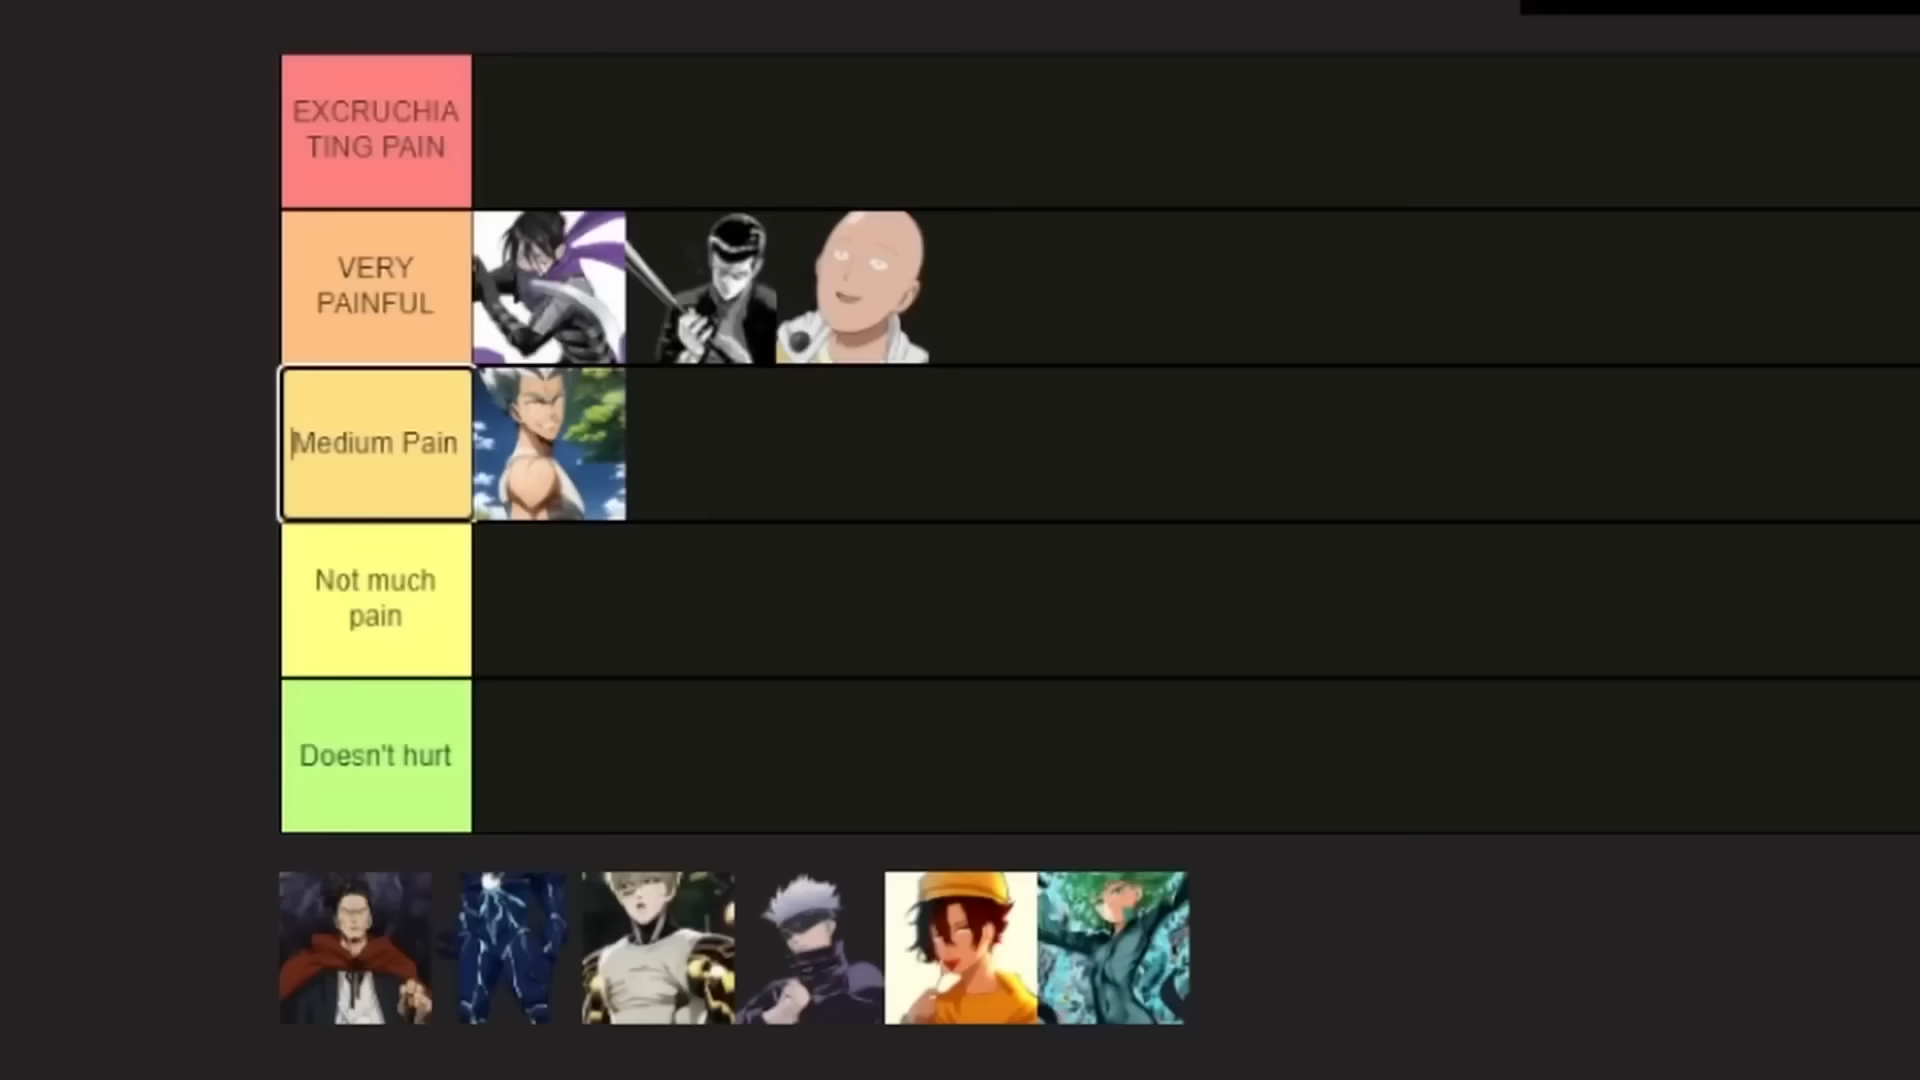 EXCRUCHIA
TING PAIN
VERY
PAINFUL
Medium Pain
Not much
pain
Doesn't hurt